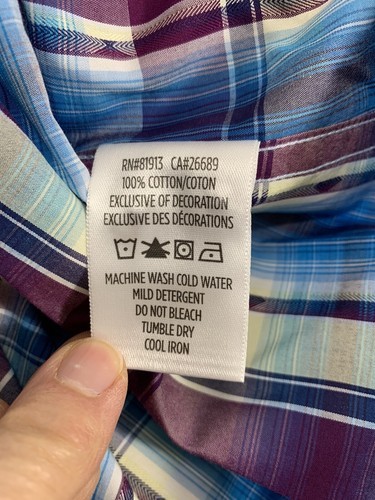 RN#81913 CA#26689
100% COTTON/COTON
EXCLUSIVE OF DECORATION
EXCLUSIVE DES DÉCORATIONS
MACHINE WASH COLD WATER
MILD DETERGENT
DO NOT BLEACH
TUMBLE DRY
COOL IRON